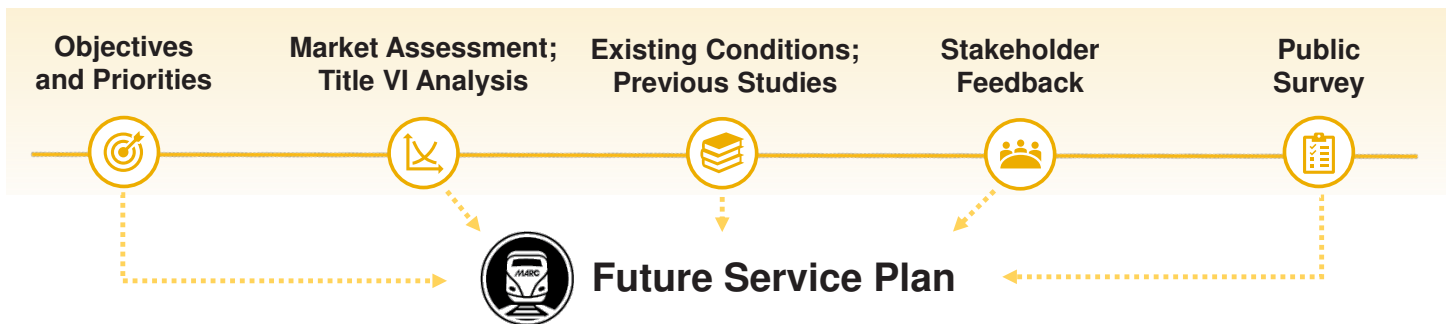 Objectives
and Priorities
Market Assessment;
Title VI Analysis
Existing Conditions;
Previous Studies
Stakeholder
Feedback
Public
Survey
MARC
Future Service Plan